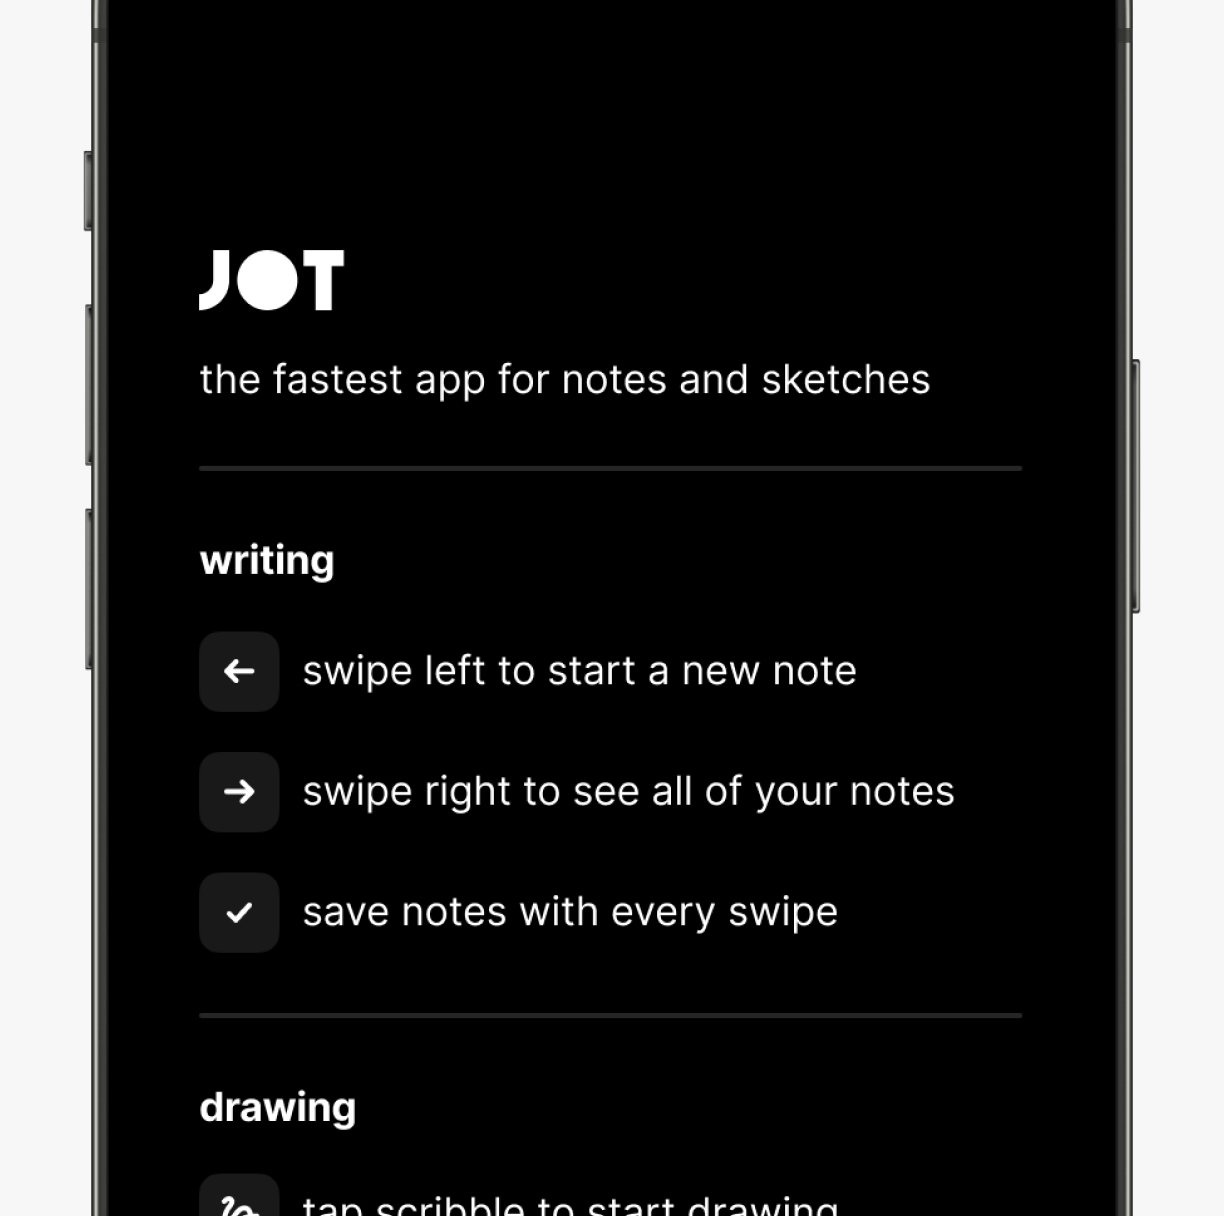 JOT
the fastest app for notes and sketches
writing
swipe left to start a new note
swipe right to see all of your notes
save notes with every swipe
drawing
tap scribble to start drawing